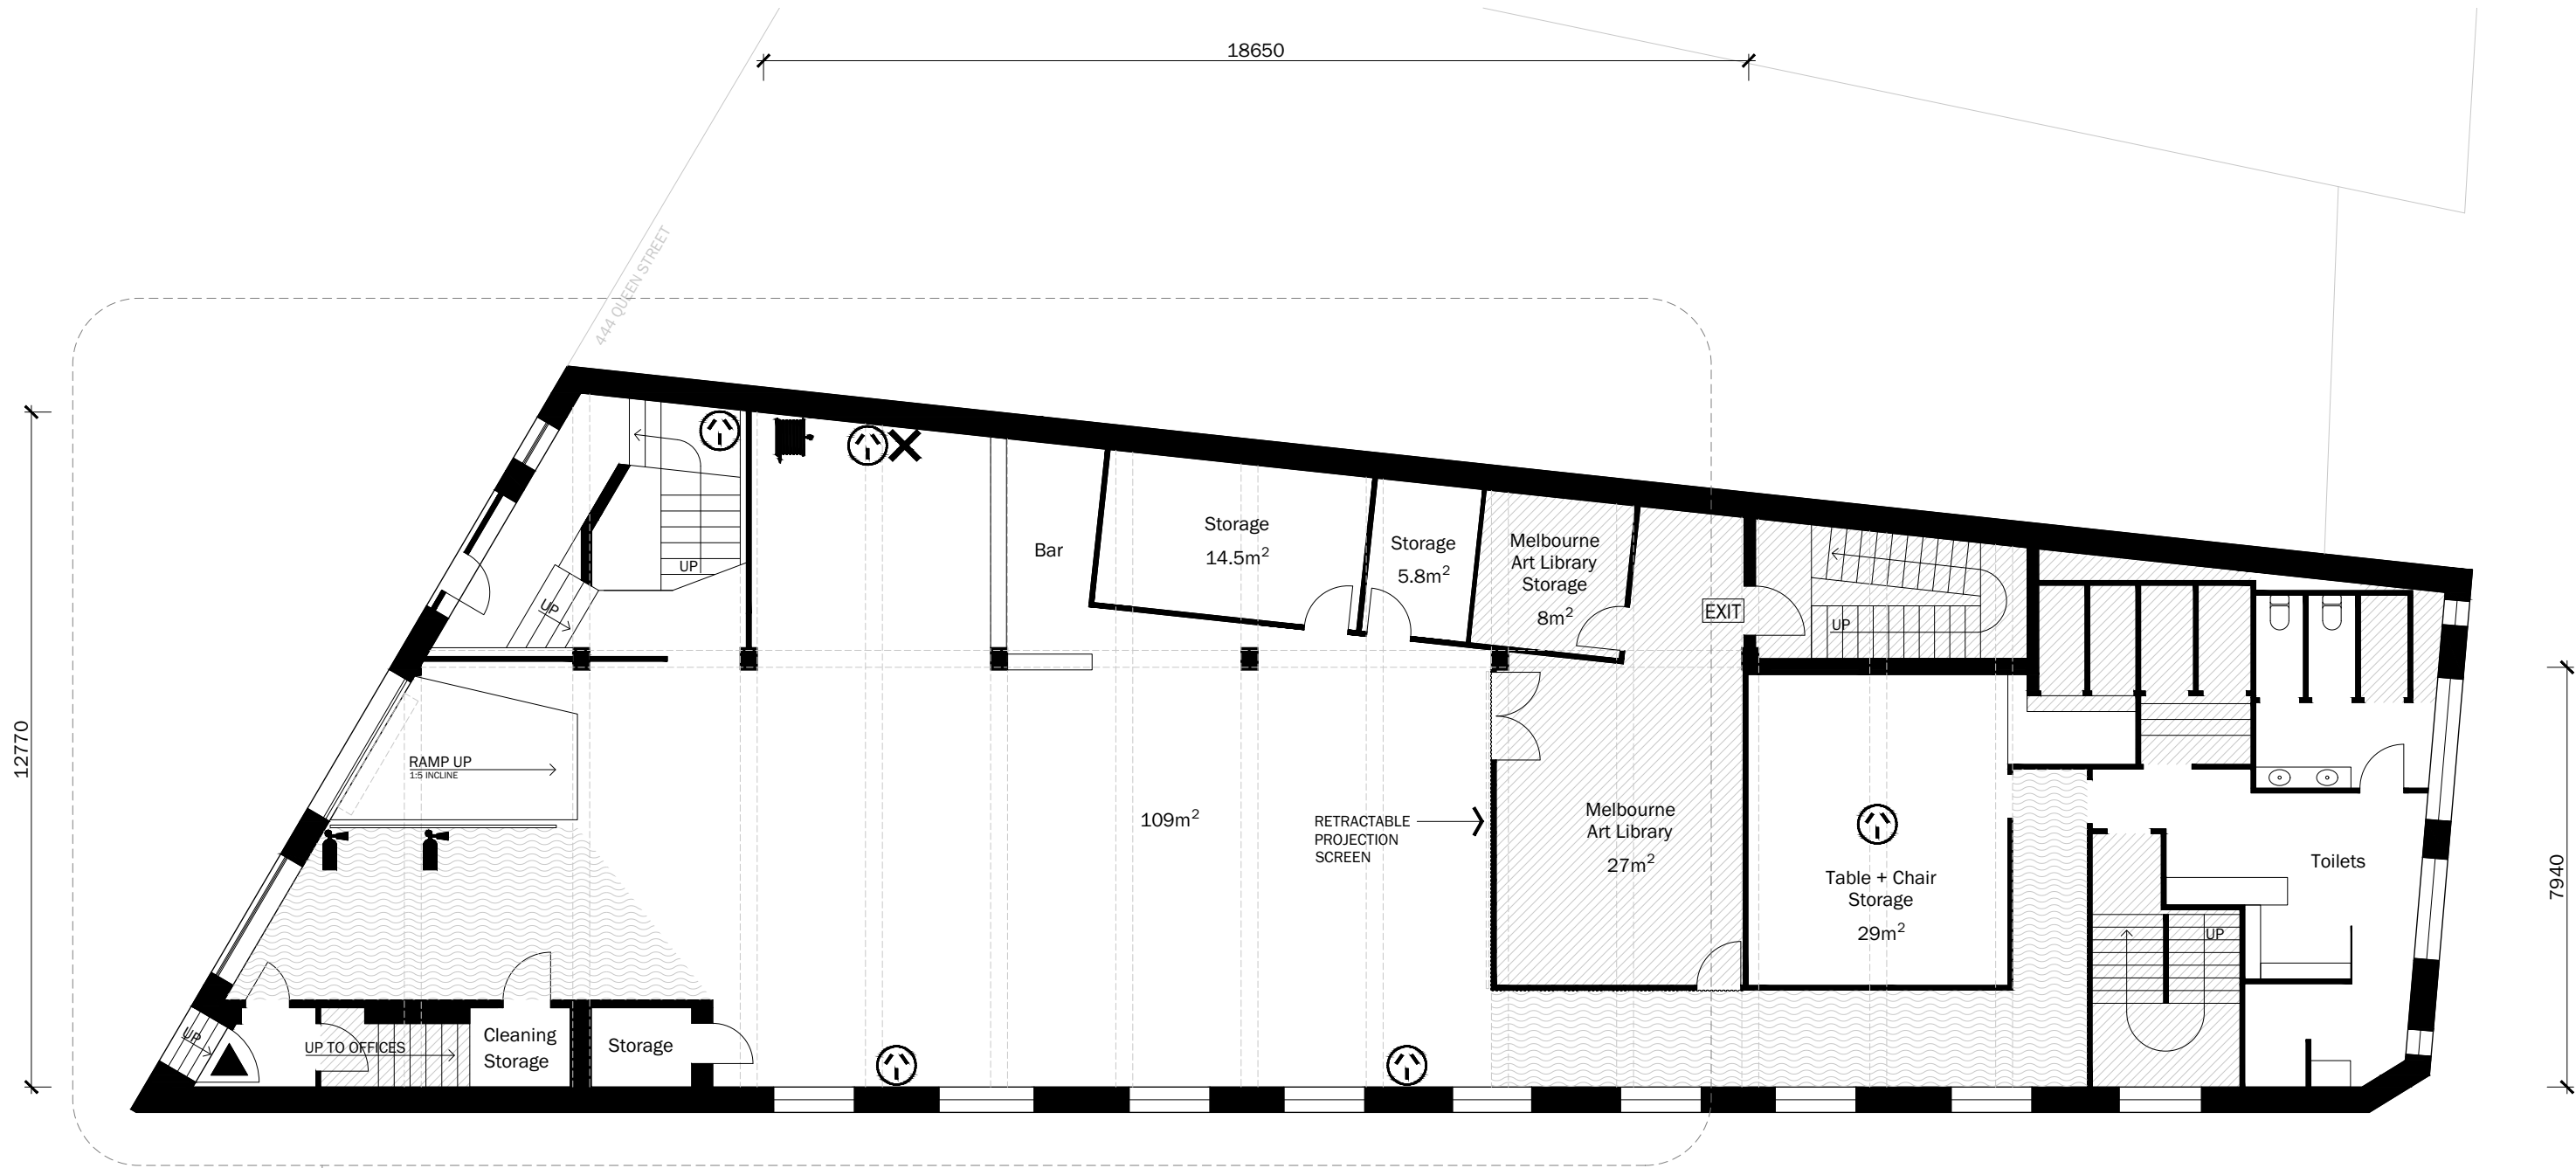 18650
444 QUEEN STREET
12770
7940
UP
UP
Bar
Storage
14.5m²
Storage
5.8m²
Melbourne
Art Library
Storage
8m²
EXIT
UP
RAMP UP
1:5 INCLINE
109m²
RETRACTABLE
PROJECTION
SCREEN
Melbourne
Art Library
27m²
Table + Chair
Storage
29m²
Toilets
UP
UP
UP TO OFFICES
Cleaning
Storage
Storage